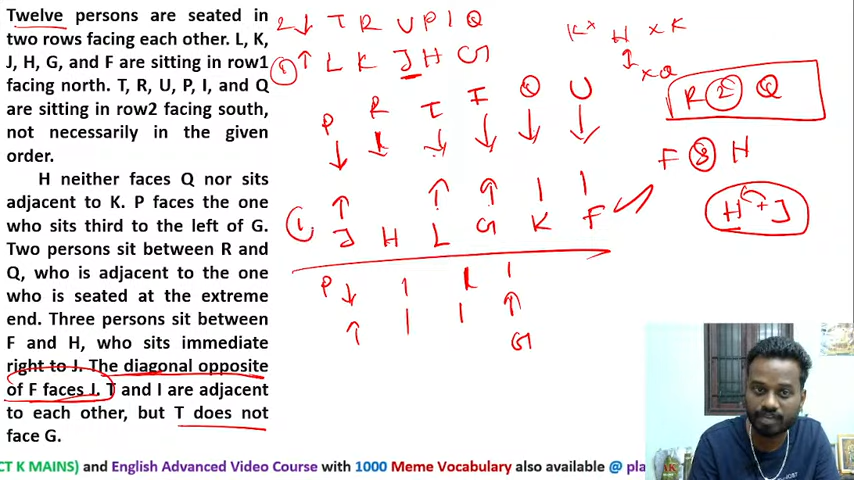 Twelve persons are seated in
two rows facing each other. L, K,
J, H, G, and F are sitting in row1
facing north. T, R, U, P, I, and Q
are sitting in row2 facing south,
not necessarily in the given
order.
H neither faces Q nor sits
adjacent to K. P faces the one
who sits third to the left of G.
Two persons sit between R and
Q, who is adjacent to the one
who is seated at the extreme
end. Three persons sit between
F and H, who sits immediate
right to J. The diagonal opposite
of F faces J. T and I are adjacent
to each other, but T does not
face G.
2 ↓ T R U P I Q
1 ↑ L K J H G
K x H x K
x Q
R 2 Q
F 3 H
H + J
P R T I Q U
1 J H L G K F
P
G
CT K MAINS) and English Advanced Video Course with 1000 Meme Vocabulary also available @ pla